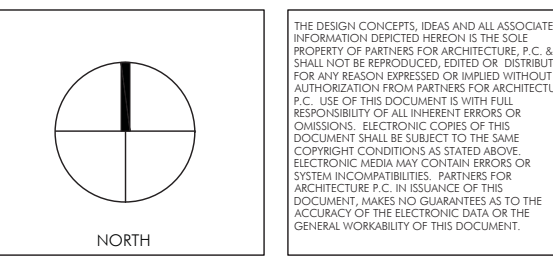 NORTH
THE DESIGN CONCEPTS, IDEAS AND ALL ASSOCIATE
INFORMATION DEPICTED HEREON IS THE SOLE
PROPERTY OF PARTNERS FOR ARCHITECTURE, P.C. &
SHALL NOT BE REPRODUCED, EDITED OR DISTRIBUT
FOR ANY REASON EXPRESSED OR IMPLIED WITHOUT
AUTHORIZATION FROM PARTNERS FOR ARCHITECTU
P.C. USE OF THIS DOCUMENT IS WITH FULL
RESPONSIBILITY OF ALL INHERENT ERRORS OR
OMISSIONS. ELECTRONIC COPIES OF THIS
DOCUMENT SHALL BE SUBJECT TO THE SAME
COPYRIGHT CONDITIONS AS STATED ABOVE.
ELECTRONIC MEDIA MAY CONTAIN ERRORS OR
SYSTEM INCOMPATIBILITIES. PARTNERS FOR
ARCHITECTURE P.C. IN ISSUANCE OF THIS
DOCUMENT, MAKES NO GUARANTEES AS TO THE
ACCURACY OF THE ELECTRONIC DATA OR THE
GENERAL WORKABILITY OF THIS DOCUMENT.